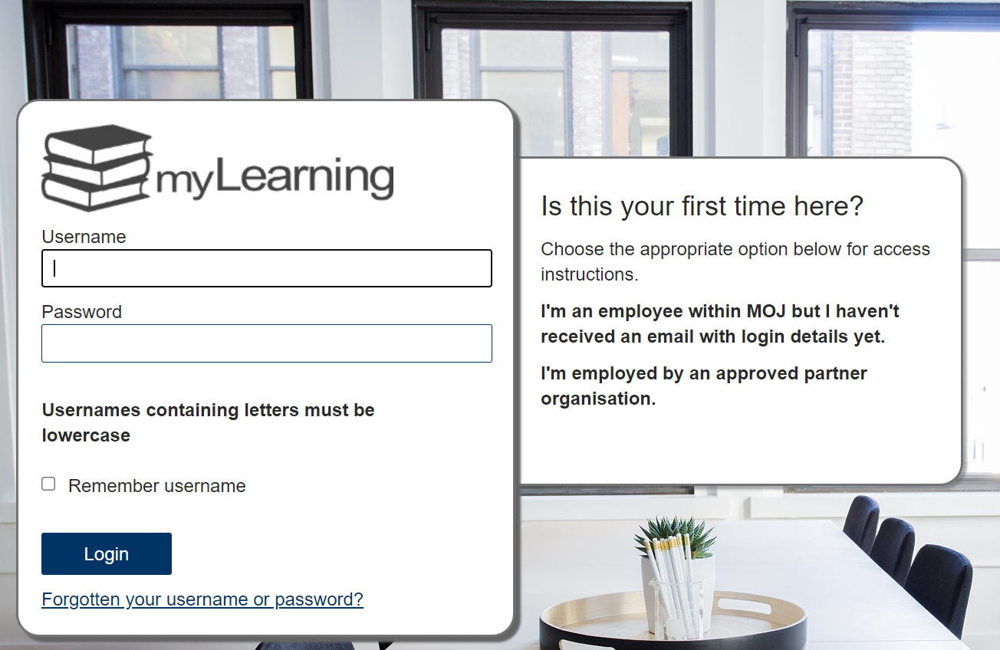 myLearning
Username
Password
Usernames containing letters must be
lowercase
Remember username
Login
Forgotten your username or password?
Is this your first time here?
Choose the appropriate option below for access
instructions.
I'm an employee within MOJ but I haven't
received an email with login details yet.
I'm employed by an approved partner
organisation.